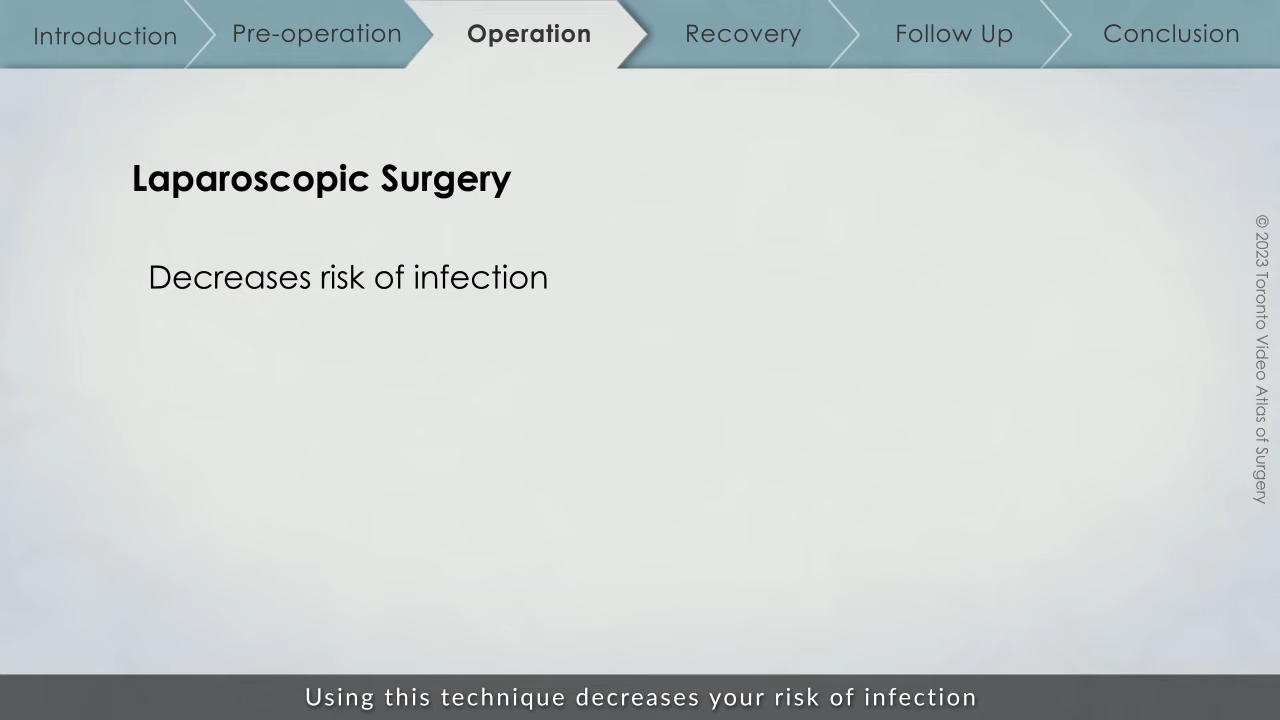 Introduction
Pre-operation
Operation
Recovery
Follow Up
Conclusion
Laparoscopic Surgery
Decreases risk of infection
© 2023 Toronto Video Atlas of Surgery
Using this technique decreases your risk of infection